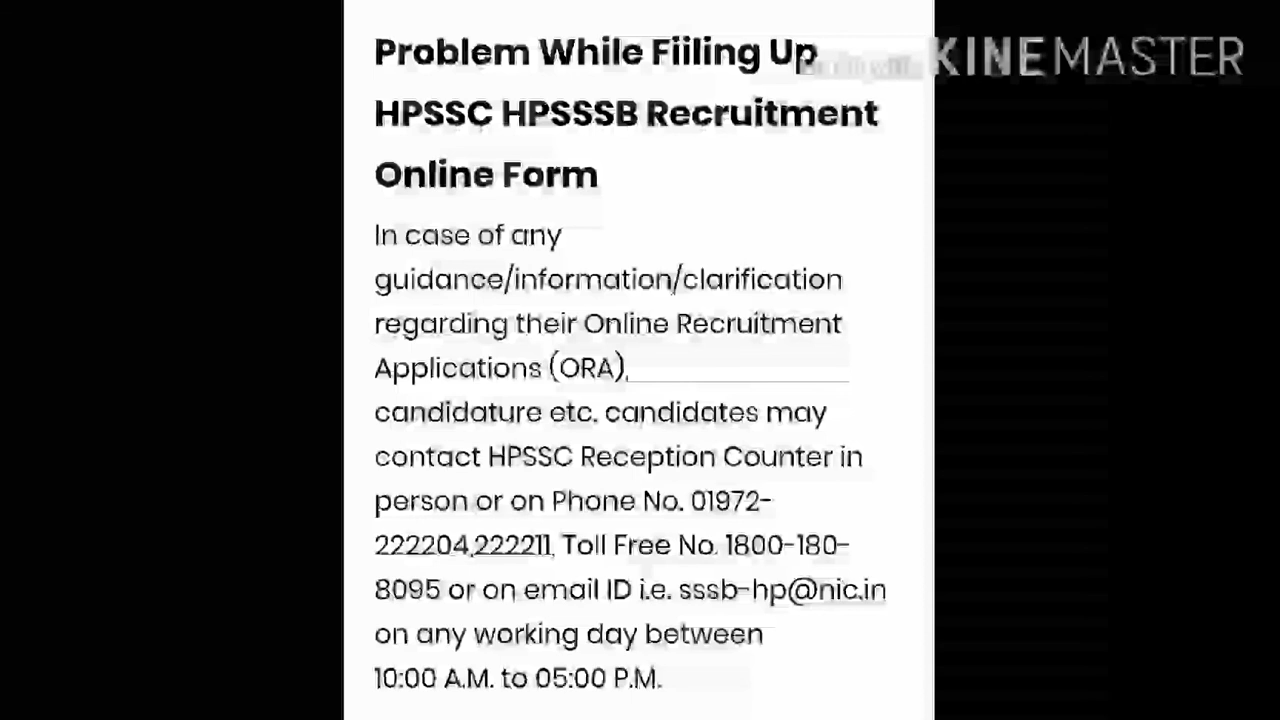 Problem While Fiiling Up
HPSSC HPSSSB Recruitment
Online Form
In case of any
guidance/information/clarification
regarding their Online Recruitment
Applications (ORA),
candidature etc. candidates may
contact HPSSC Reception Counter in
person or on Phone No. 01972-
222204,222211, Toll Free No. 1800-180-
8095 or on email ID i.e. sssb-hp@nic.in
on any working day between
10:00 A.M. to 05:00 P.M.
KINEMASTER